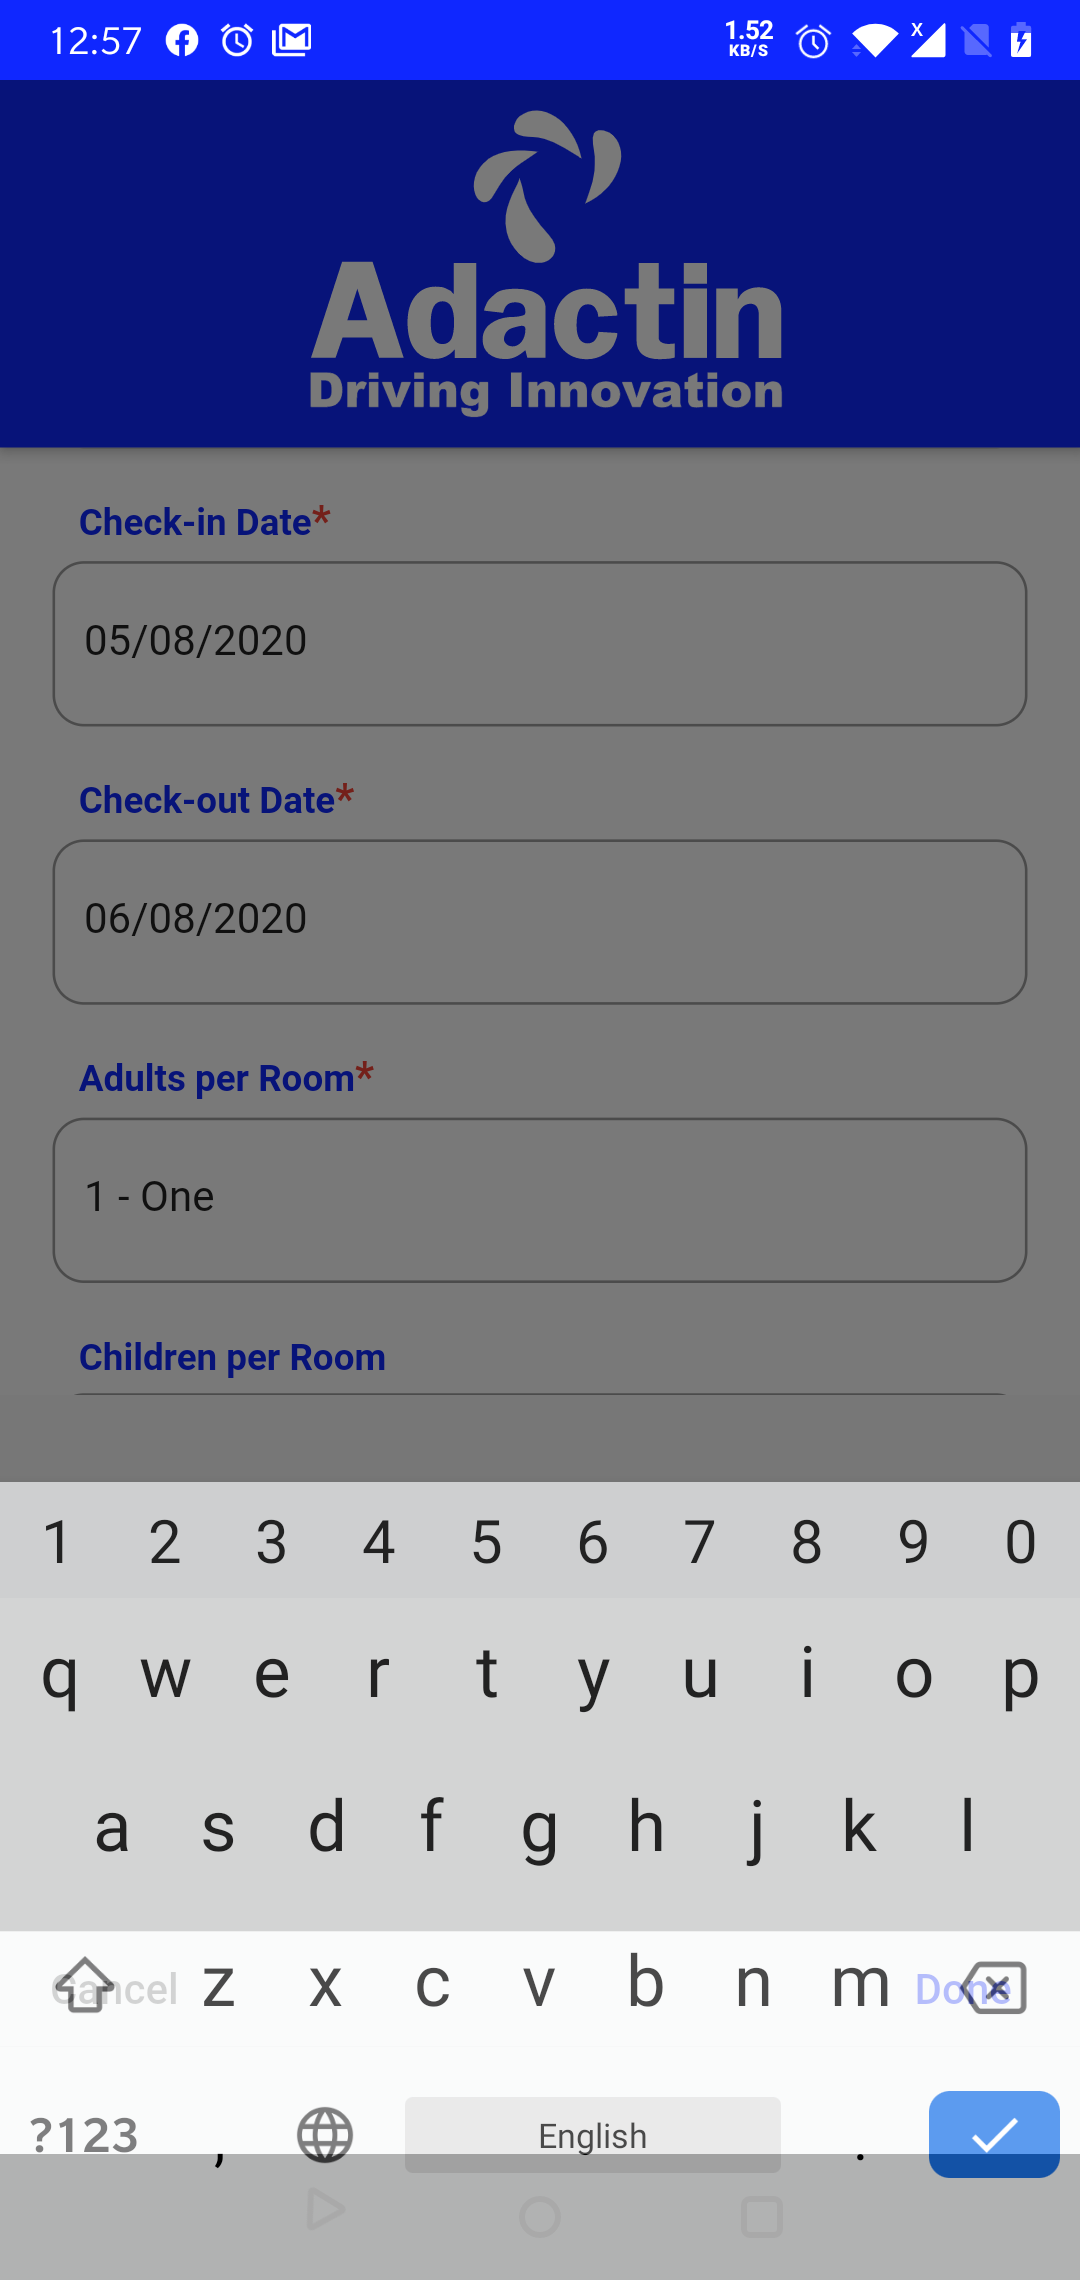 12:57
1.52
KB/S
X
Adactin
Driving Innovation
Check-in Date*
05/08/2020
Check-out Date*
06/08/2020
Adults per Room*
1 - One
Children per Room
1 2 3 4 5 6 7 8 9 0
q w e r t y u i o p
a s d f g h j k l
Cancel z x c v b n m Done
?123 , English .